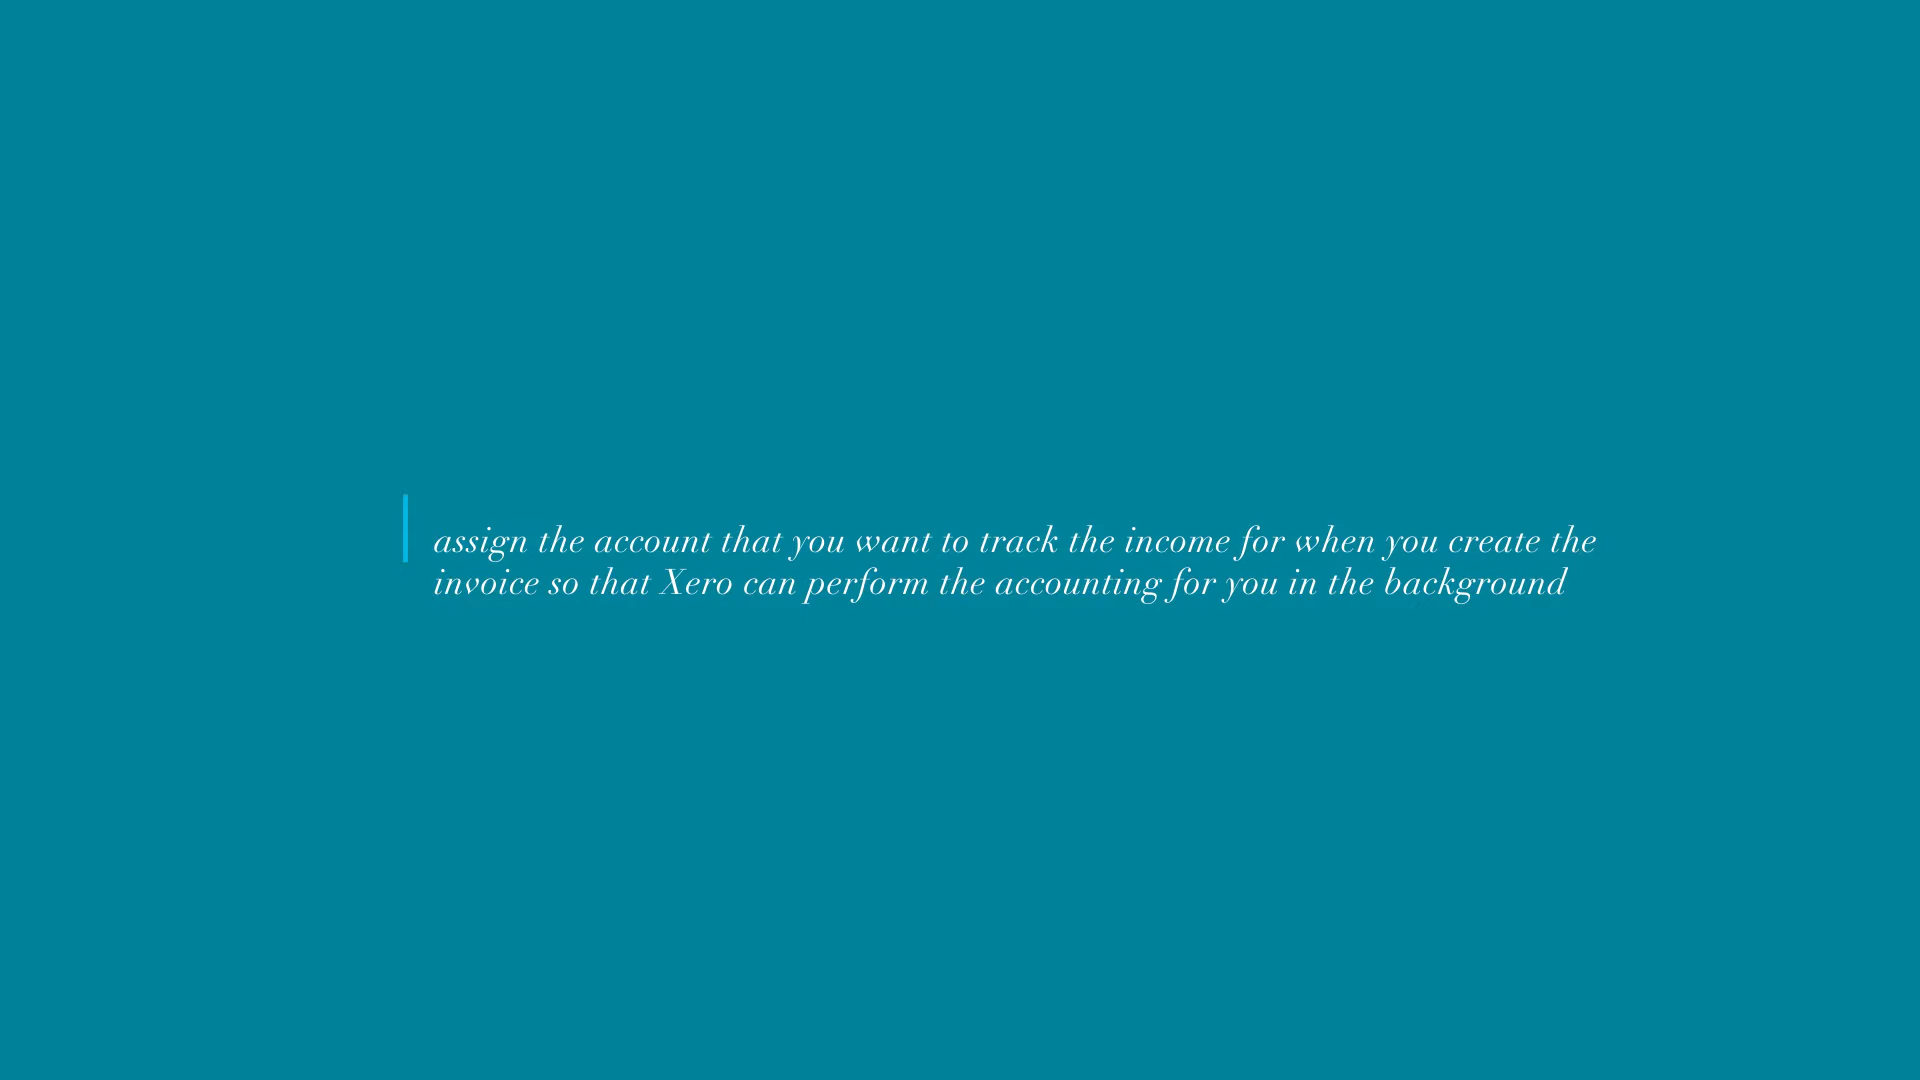 assign the account that you want to track the income for when you create the
invoice so that Xero can perform the accounting for you in the background